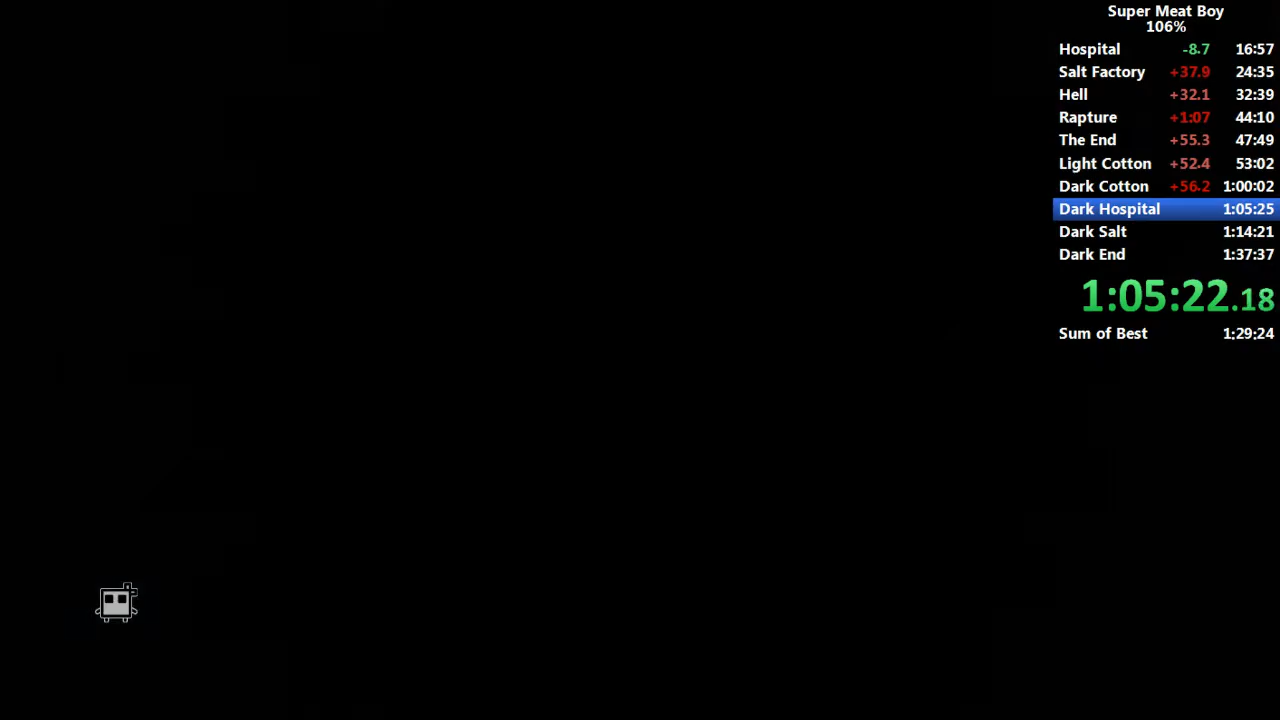 Super Meat Boy
106%
Hospital -8.7 16:57
Salt Factory +37.9 24:35
Hell +32.1 32:39
Rapture +1:07 44:10
The End +55.3 47:49
Light Cotton +52.4 53:02
Dark Cotton +56.2 1:00:02
Dark Hospital 1:05:25
Dark Salt 1:14:21
Dark End 1:37:37
1:05:22.18
Sum of Best 1:29:24